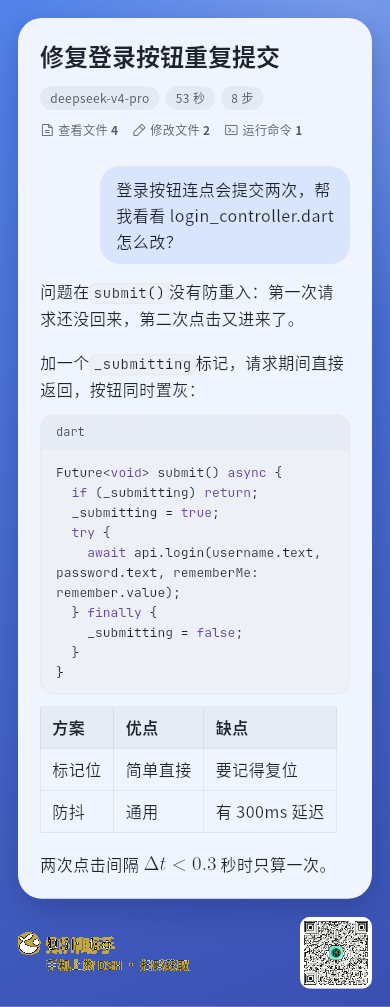 修复登录按钮重复提交
deepseek-v4-pro 53 秒 8 步
查看文件 4 修改文件 2 运行命令 1
登录按钮连点会提交两次，帮
我看看 login_controller.dart
怎么改？
问题在 submit() 没有防重入：第一次请
求还没回来，第二次点击又进来了。
加一个 _submitting 标记，请求期间直接
返回，按钮同时置灰：
dart
Future<void> submit() async {
if (_submitting) return;
_submitting = true;
try {
await api.login(username.text,
password.text, rememberMe:
remember.value);
} finally {
_submitting = false;
}
}
方案 优点 缺点
标记位 简单直接 要记得复位
防抖 通用 有 300ms 延迟
两次点击间隔 Δt < 0.3 秒时只算一次。